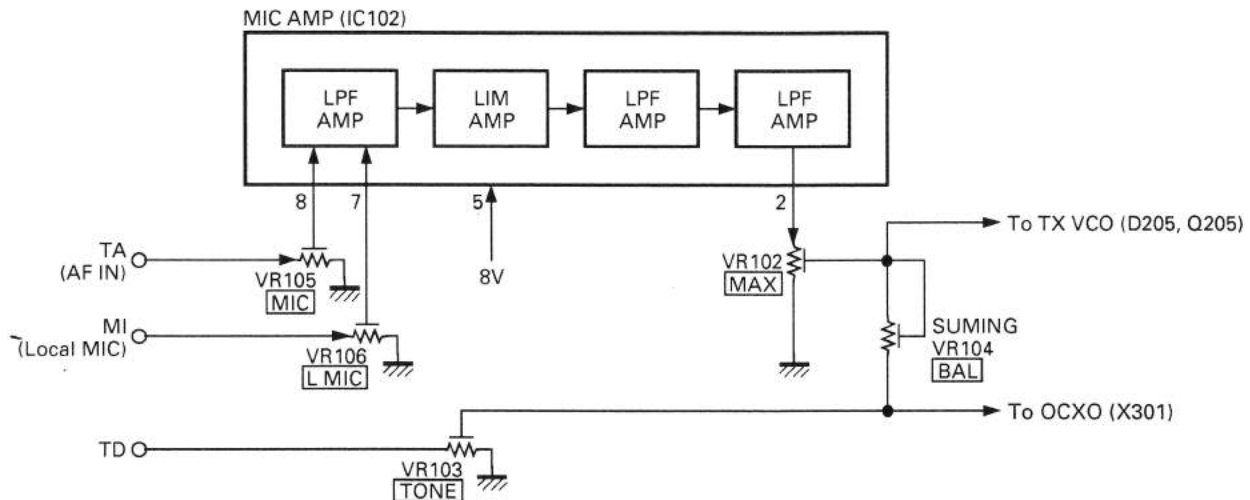 MIC AMP (IC102)
LPF
AMP
LIM
AMP
LPF
AMP
LPF
AMP
8
7
5
2
8V
TA
(AF IN)
VR105
MIC
MI
(Local MIC)
VR106
L MIC
TD
VR103
TONE
VR102
MAX
To TX VCO (D205, Q205)
SUMING
VR104
BAL
To OCXO (X301)